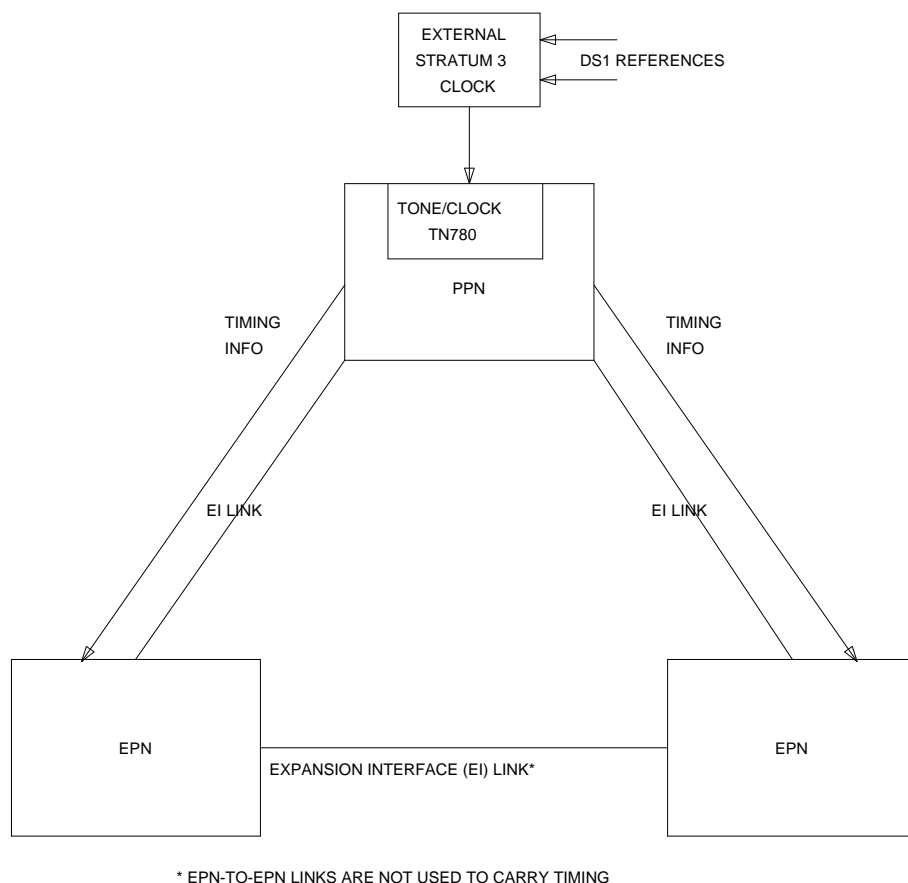 EXTERNAL
STRATUM 3
CLOCK
DS1 REFERENCES
TONE/CLOCK
TN780
PPN
TIMING
INFO
TIMING
INFO
EI LINK
EI LINK
EPN
EPN
EXPANSION INTERFACE (EI) LINK*
* EPN-TO-EPN LINKS ARE NOT USED TO CARRY TIMING